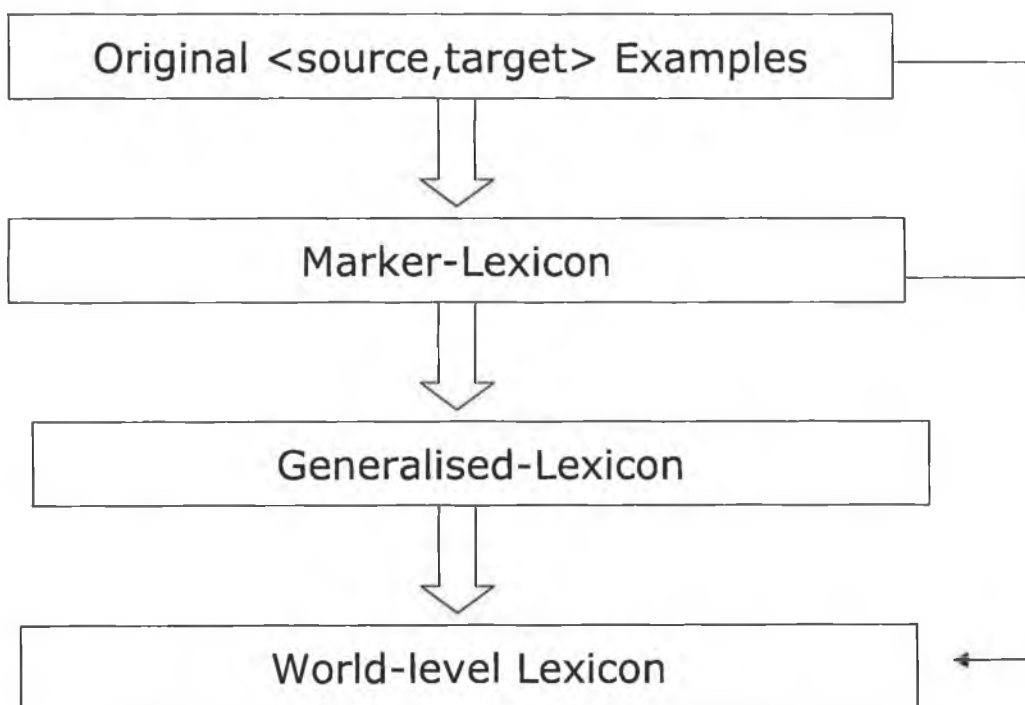 Original <source,target> Examples
Marker-Lexicon
Generalised-Lexicon
World-level Lexicon